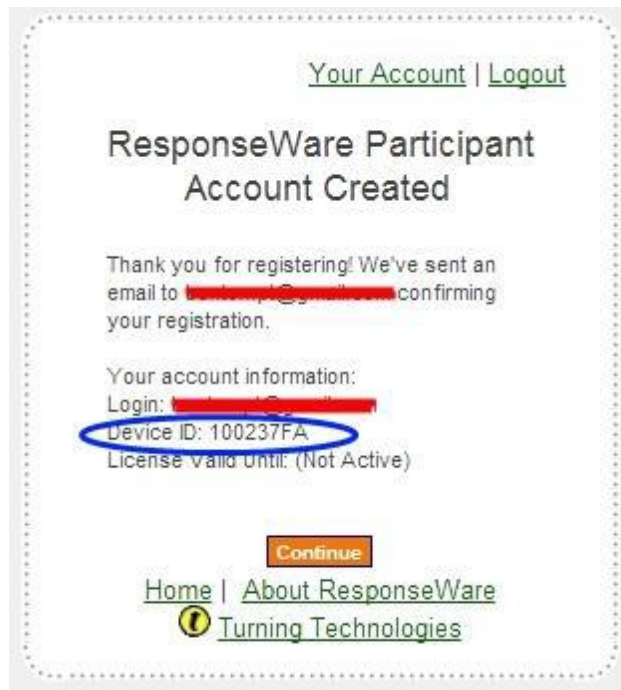 Your Account | Logout
ResponseWare Participant
Account Created
Thank you for registering! We've sent an
email to confirming
your registration.
Your account information:
Login:
Device ID: 100237FA
License Valid Until: (Not Active)
Continue
Home | About ResponseWare
t Turning Technologies